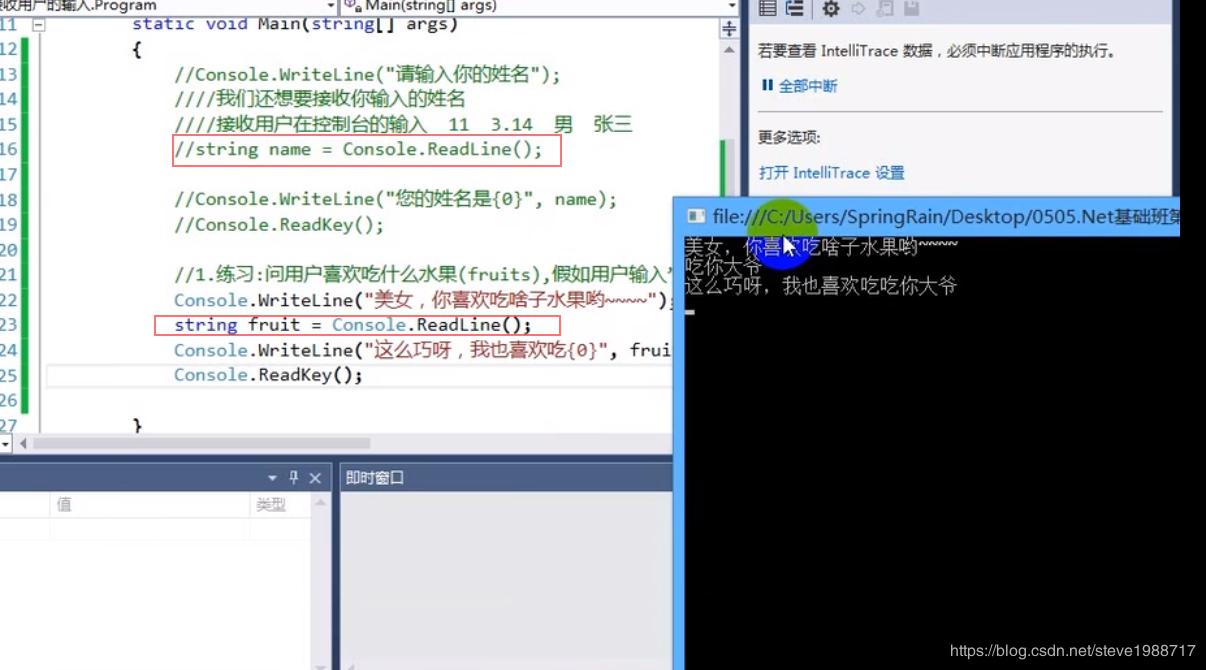 接收用户的输入.Program
Main(string[] args)
11 static void Main(string[] args)
12 {
13 //Console.WriteLine("请输入你的姓名");
14 ////我们还想要接收你输入的姓名
15 ////接收用户在控制台的输入 11 3.14 男 张三
16 //string name = Console.ReadLine();
17
18 //Console.WriteLine("您的姓名是{0}", name);
19 //Console.ReadKey();
20
21 //1.练习:问用户喜欢吃什么水果(fruits),假如用户输入"
22 Console.WriteLine("美女，你喜欢吃啥子水果哟~~~~");
23 string fruit = Console.ReadLine();
24 Console.WriteLine("这么巧呀，我也喜欢吃{0}", frui
25 Console.ReadKey();
26
27 }
值 类型
即时窗口
若要查看 IntelliTrace 数据，必须中断应用程序的执行。
全部中断
更多选项:
打开 IntelliTrace 设置
file:///C:/Users/SpringRain/Desktop/0505.Net基础班第
美女，你喜欢吃啥子水果哟~~~~
吃你大爷
这么巧呀，我也喜欢吃吃你大爷
https://blog.csdn.net/steve1988717